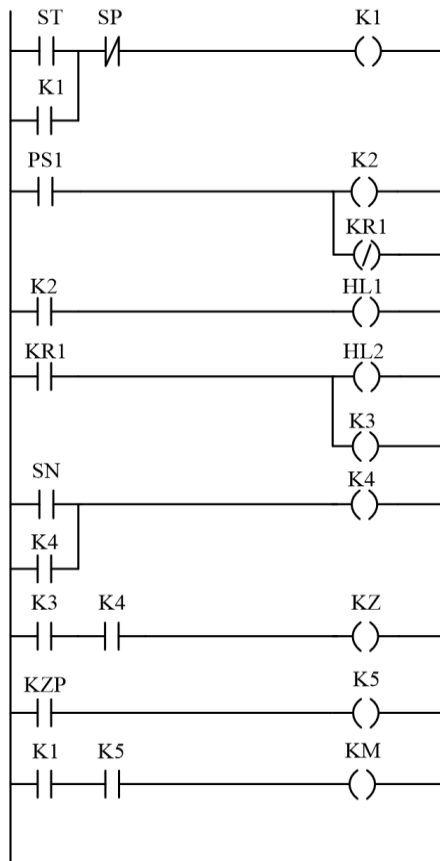 ST SP K1
K1
PS1 K2
KR1
K2 HL1
KR1 HL2
K3
SN K4
K4
K3 K4 KZ
KZP K5
K1 K5 KM